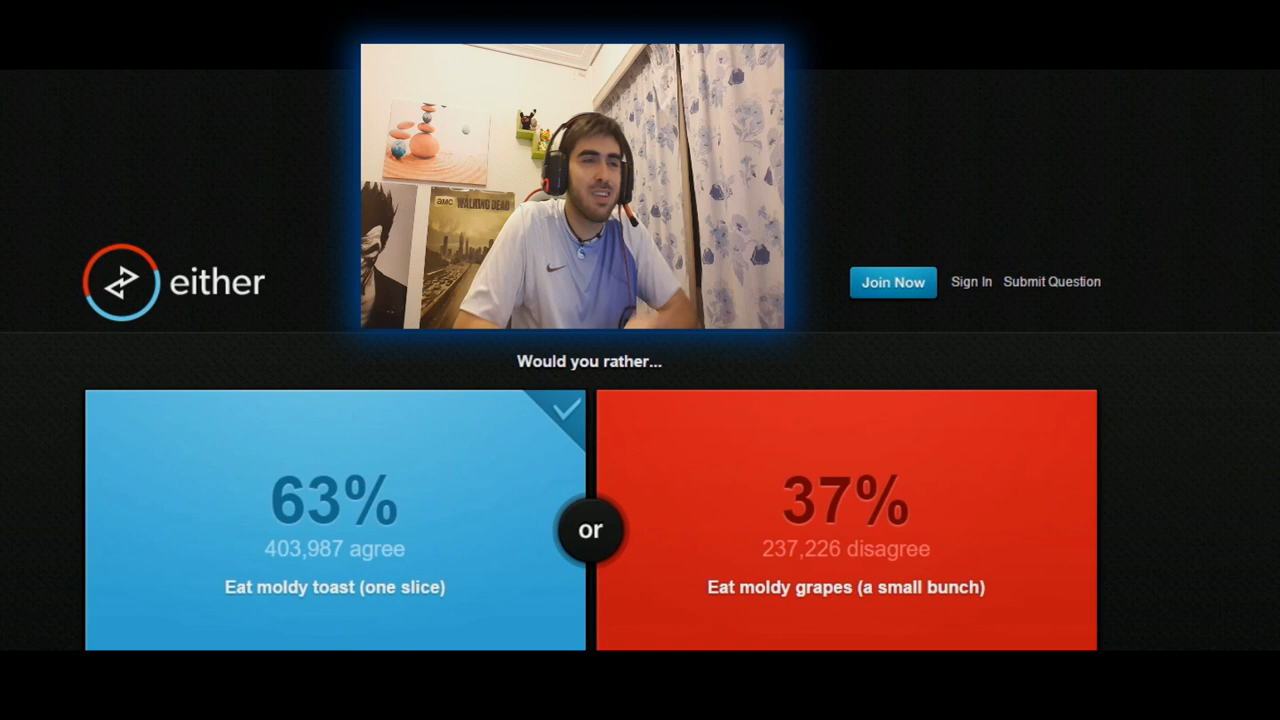 AMC WALKING DEAD
either
Join Now Sign In Submit Question
Would you rather...
63%
403,987 agree
Eat moldy toast (one slice)
or
37%
237,226 disagree
Eat moldy grapes (a small bunch)